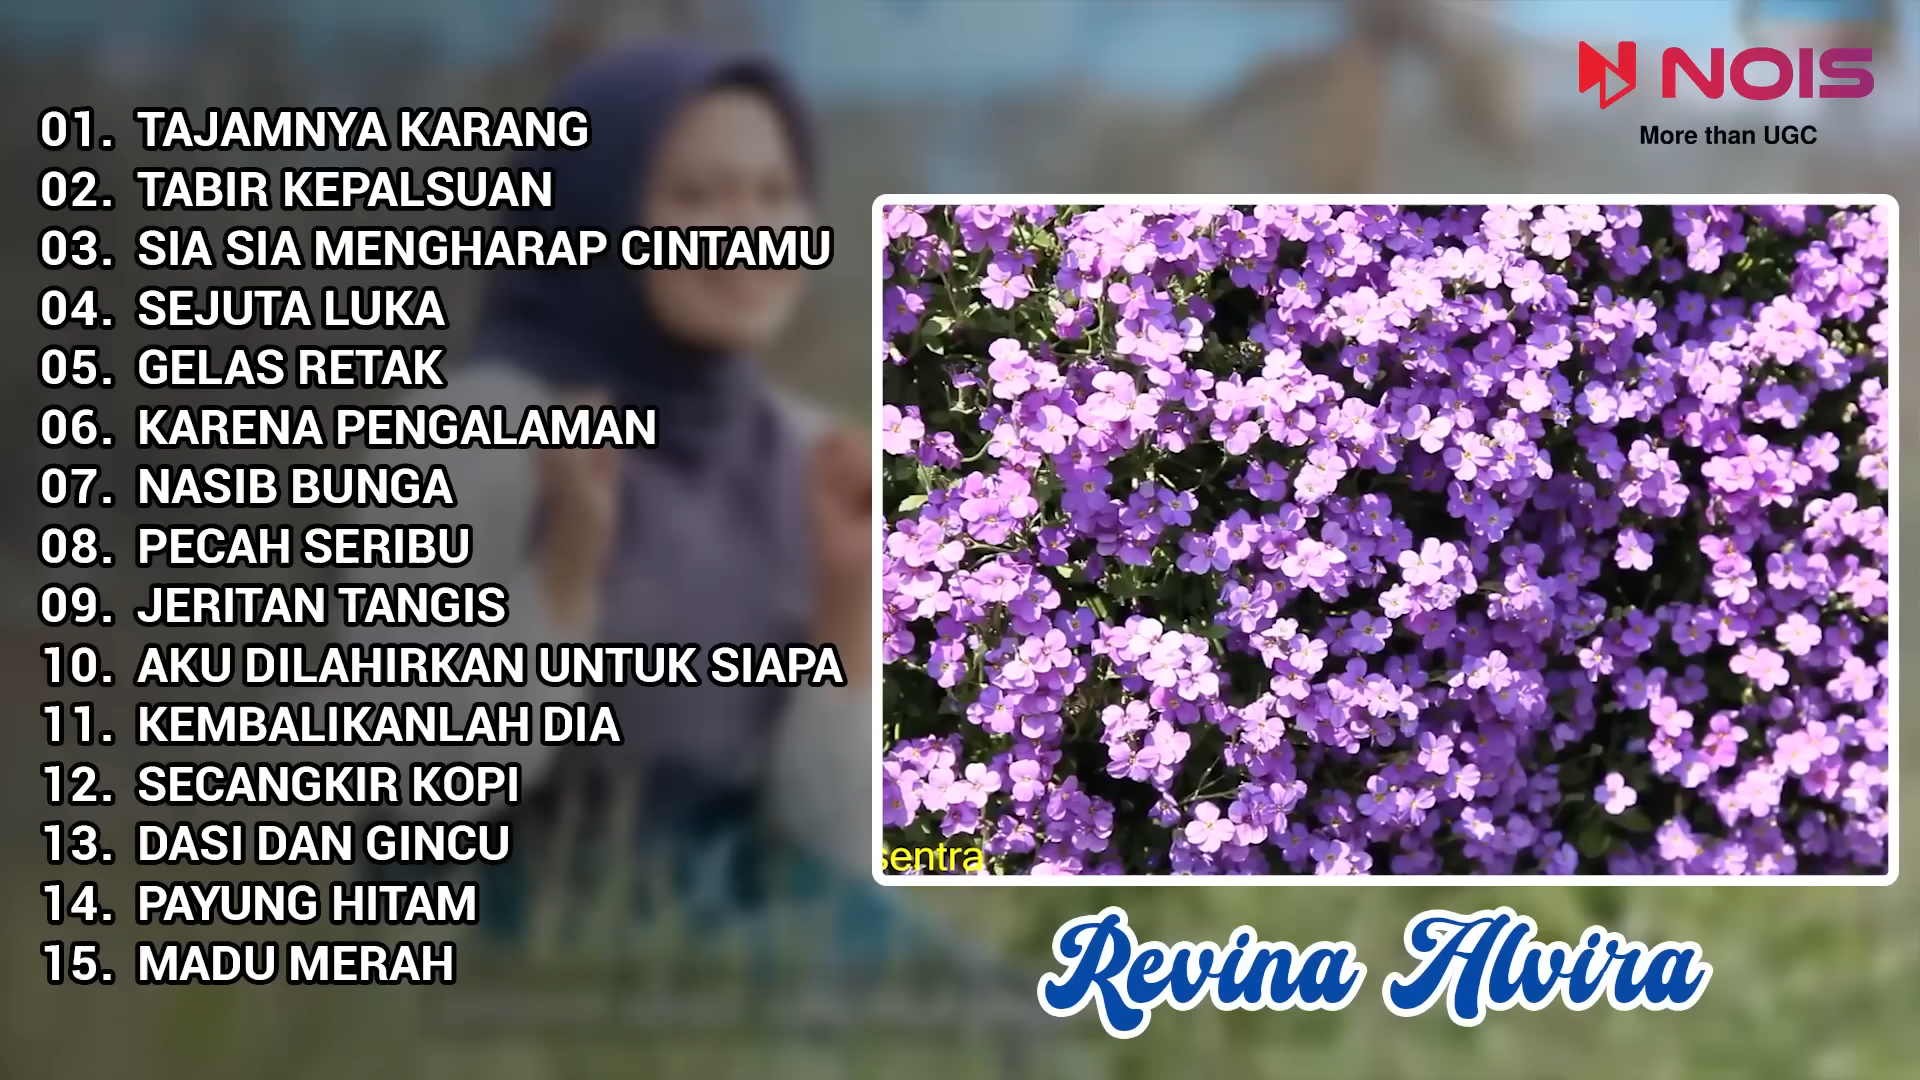 01. TAJAMNYA KARANG
02. TABIR KEPALSUAN
03. SIA SIA MENGHARAP CINTAMU
04. SEJUTA LUKA
05. GELAS RETAK
06. KARENA PENGALAMAN
07. NASIB BUNGA
08. PECAH SERIBU
09. JERITAN TANGIS
10. AKU DILAHIRKAN UNTUK SIAPA
11. KEMBALIKANLAH DIA
12. SECANGKIR KOPI
13. DASI DAN GINCU
14. PAYUNG HITAM
15. MADU MERAH
NOIS
More than UGC
sentra
Revina Alvira